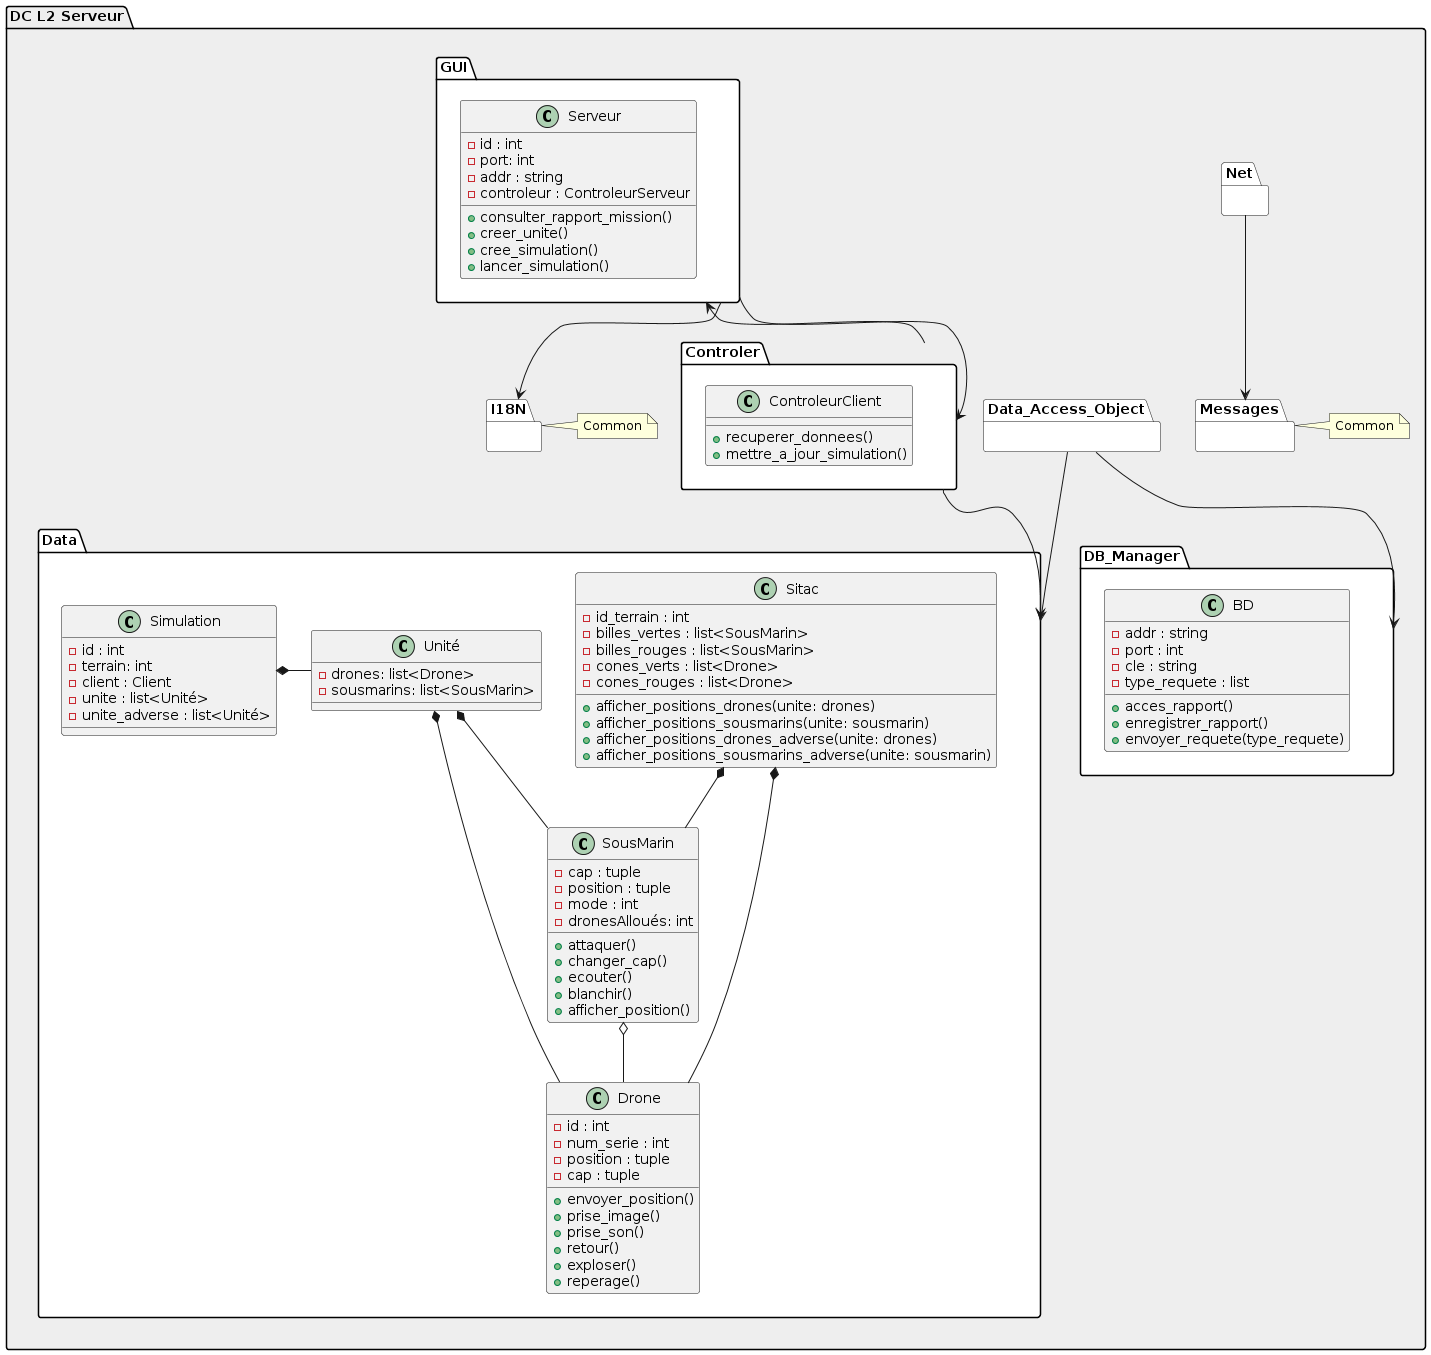 DC L2 Serveur
GUI
C Serveur
id : int
port: int
addr : string
controleur : ControleurServeur
consulter_rapport_mission()
creer_unite()
cree_simulation()
lancer_simulation()
Net
Controler
C ControleurClient
recuperer_donnees()
mettre_a_jour_simulation()
I18N
Common
Data_Access_Object
Messages
Common
Data
C Simulation
id : int
terrain: int
client : Client
unite : list<Unité>
unite_adverse : list<Unité>
C Unité
drones: list<Drone>
sousmarins: list<SousMarin>
C Sitac
id_terrain : int
billes_vertes : list<SousMarin>
billes_rouges : list<SousMarin>
cones_verts : list<Drone>
cones_rouges : list<Drone>
afficher_positions_drones(unite: drones)
afficher_positions_sousmarins(unite: sousmarin)
afficher_positions_drones_adverse(unite: drones)
afficher_positions_sousmarins_adverse(unite: sousmarin)
DB_Manager
C BD
addr : string
port : int
cle : string
type_requete : list
acces_rapport()
enregistrer_rapport()
envoyer_requete(type_requete)
C SousMarin
cap : tuple
position : tuple
mode : int
dronesAlloués: int
attaquer()
changer_cap()
ecouter()
blanchir()
afficher_position()
C Drone
id : int
num_serie : int
position : tuple
cap : tuple
envoyer_position()
prise_image()
prise_son()
retour()
exploser()
reperage()